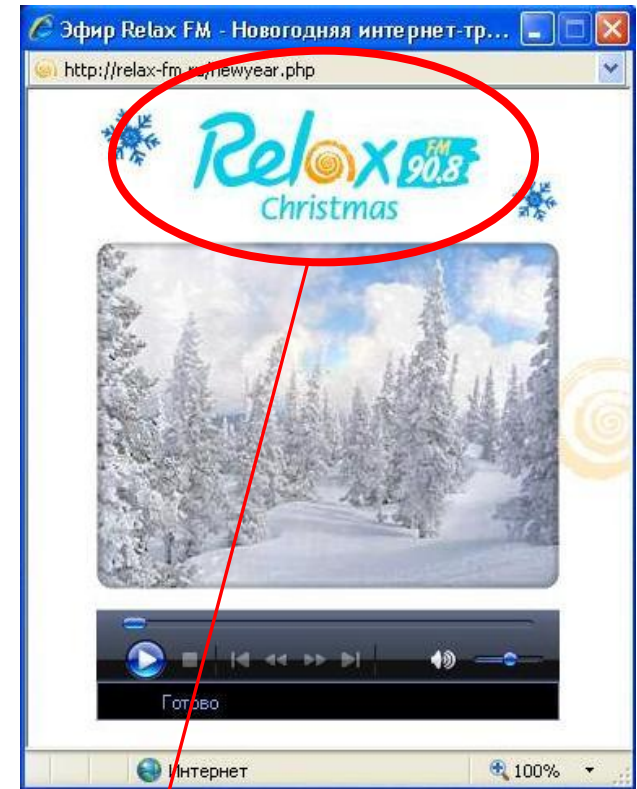 Эфир Relax FM - Новогодняя интернет-тр...
http://relax-fm.ru/newyear.php
Relax FM 90.8
Christmas
Готово
Интернет
100%